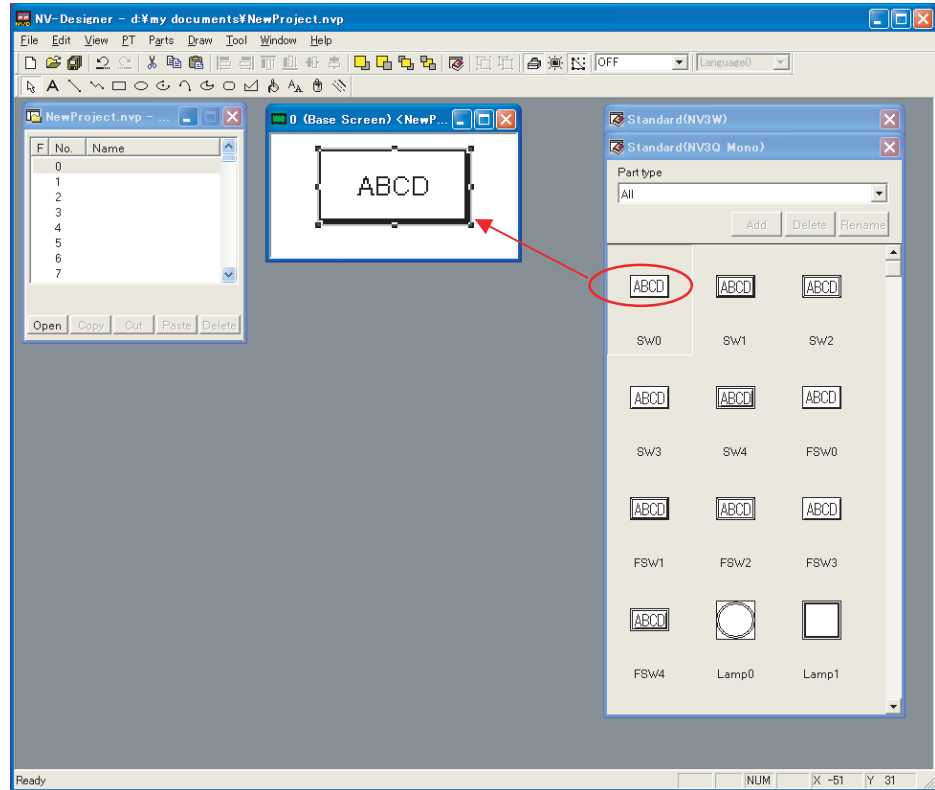 NV-Designer - d:¥my documents¥NewProject.nvp
File Edit View PT Parts Draw Tool Window Help
OFF Language0
NewProject.nvp - ...
0 (Base Screen) <NewP...
Standard(NV3W)
Standard(NV3Q Mono)
F No. Name
0
1
2
3
4
5
6
7
Open Copy Cut Paste Delete
ABCD
Part type
All
Add Delete Rename
ABCD ABCD ABCD
SW0 SW1 SW2
ABCD ABCD ABCD
SW3 SW4 FSW0
ABCD ABCD ABCD
FSW1 FSW2 FSW3
ABCD
FSW4 Lamp0 Lamp1
Ready NUM X -51 Y 31